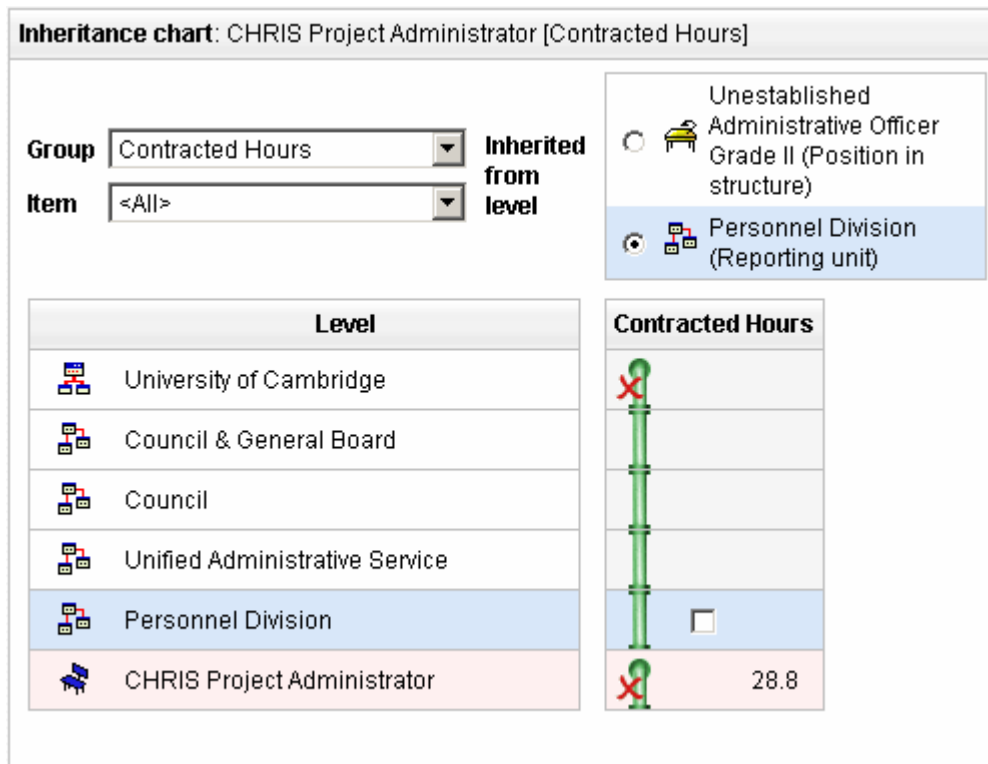 Inheritance chart: CHRIS Project Administrator [Contracted Hours]
Group Contracted Hours
Item <All>
Inherited
from
level
Unestablished
Administrative Officer
Grade II (Position in
structure)
Personnel Division
(Reporting unit)
Level Contracted Hours
University of Cambridge
Council & General Board
Council
Unified Administrative Service
Personnel Division
CHRIS Project Administrator 28.8